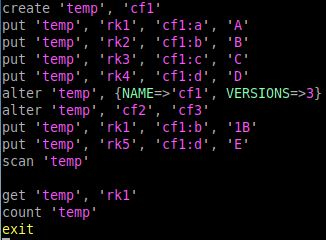 create 'temp', 'cf1'
put 'temp', 'rk1', 'cf1:a', 'A'
put 'temp', 'rk2', 'cf1:b', 'B'
put 'temp', 'rk3', 'cf1:c', 'C'
put 'temp', 'rk4', 'cf1:d', 'D'
alter 'temp', {NAME=>'cf1', VERSIONS=>3}
alter 'temp', 'cf2', 'cf3'
put 'temp', 'rk1', 'cf1:b', '1B'
put 'temp', 'rk5', 'cf1:d', 'E'
scan 'temp'
get 'temp', 'rk1'
count 'temp'
exit